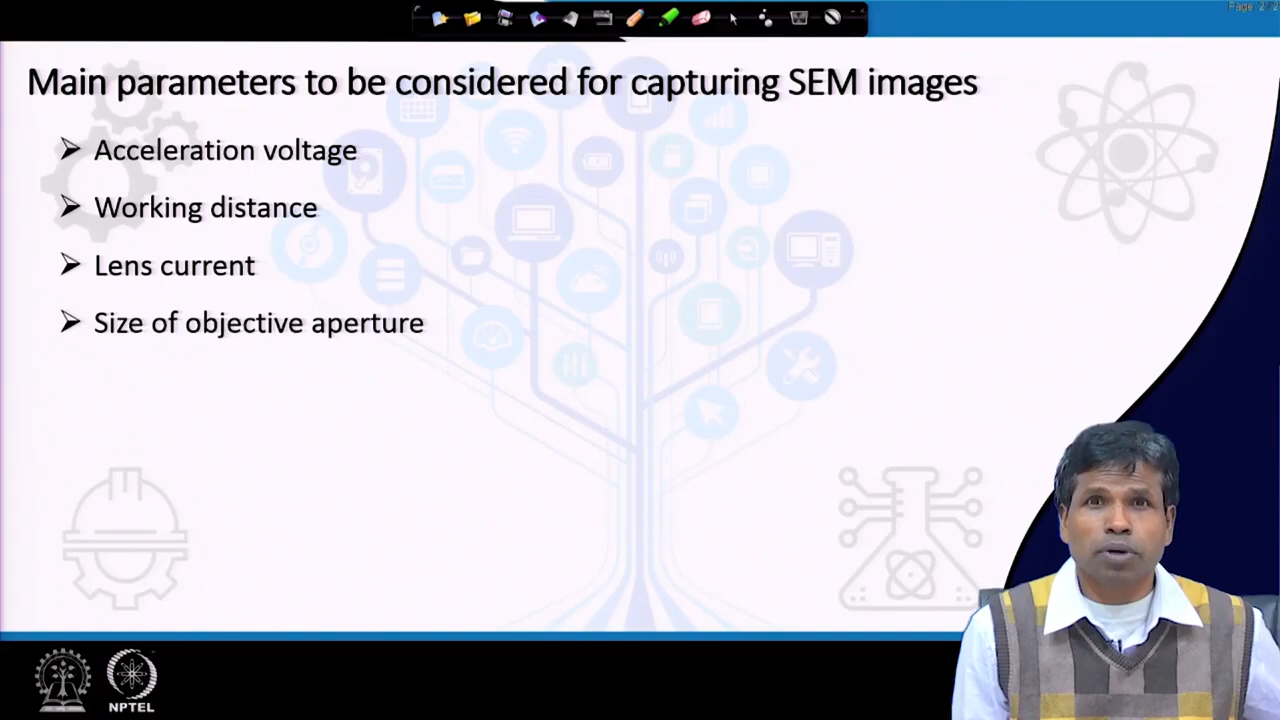 Main parameters to be considered for capturing SEM images
Acceleration voltage
Working distance
Lens current
Size of objective aperture
NPTEL